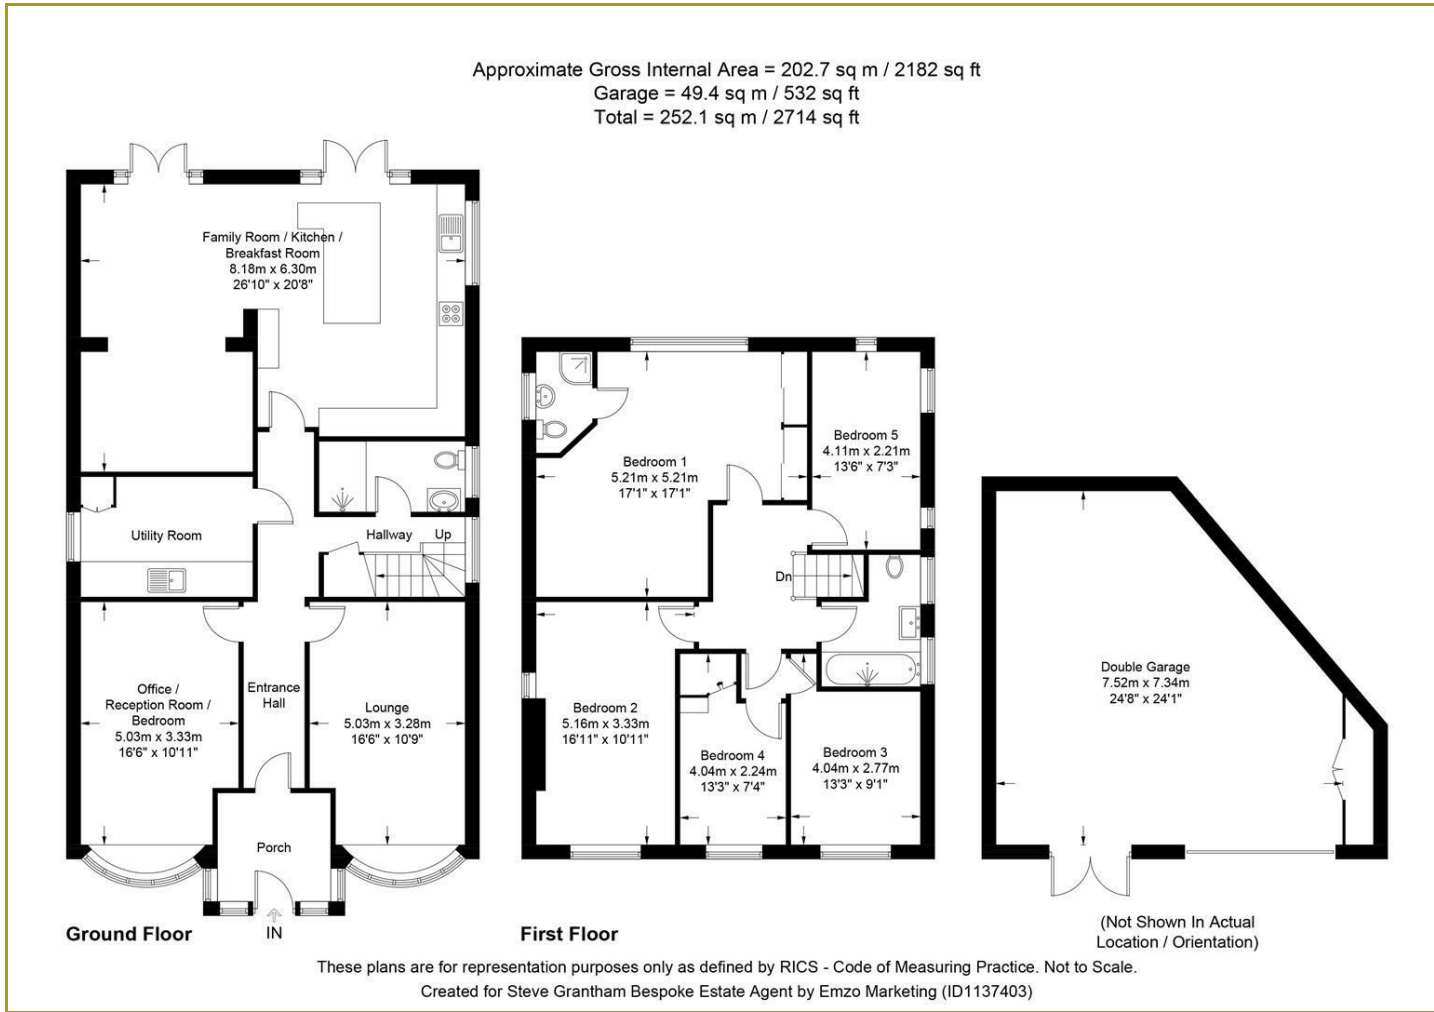 Approximate Gross Internal Area = 202.7 sq m / 2182 sq ft
Garage = 49.4 sq m / 532 sq ft
Total = 252.1 sq m / 2714 sq ft
Family Room / Kitchen /
Breakfast Room
8.18m x 6.30m
26'10" x 20'8"
Utility Room
Hallway
Up
Office /
Reception Room /
Bedroom
5.03m x 3.33m
16'6" x 10'11"
Entrance
Hall
Lounge
5.03m x 3.28m
16'6" x 10'9"
Porch
IN
Ground Floor
Bedroom 1
5.21m x 5.21m
17'1" x 17'1"
Bedroom 5
4.11m x 2.21m
13'6" x 7'3"
Dn
Bedroom 2
5.16m x 3.33m
16'11" x 10'11"
Bedroom 4
4.04m x 2.24m
13'3" x 7'4"
Bedroom 3
4.04m x 2.77m
13'3" x 9'1"
First Floor
Double Garage
7.52m x 7.34m
24'8" x 24'1"
(Not Shown In Actual
Location / Orientation)
These plans are for representation purposes only as defined by RICS - Code of Measuring Practice. Not to Scale.
Created for Steve Grantham Bespoke Estate Agent by Emzo Marketing (ID1137403)